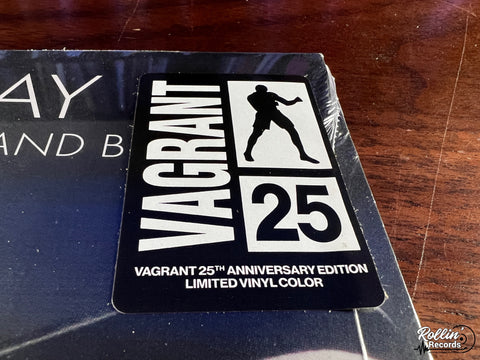 AY
AND B
VAGRANT
25
VAGRANT 25TH ANNIVERSARY EDITION
LIMITED VINYL COLOR
Rollin'
Records